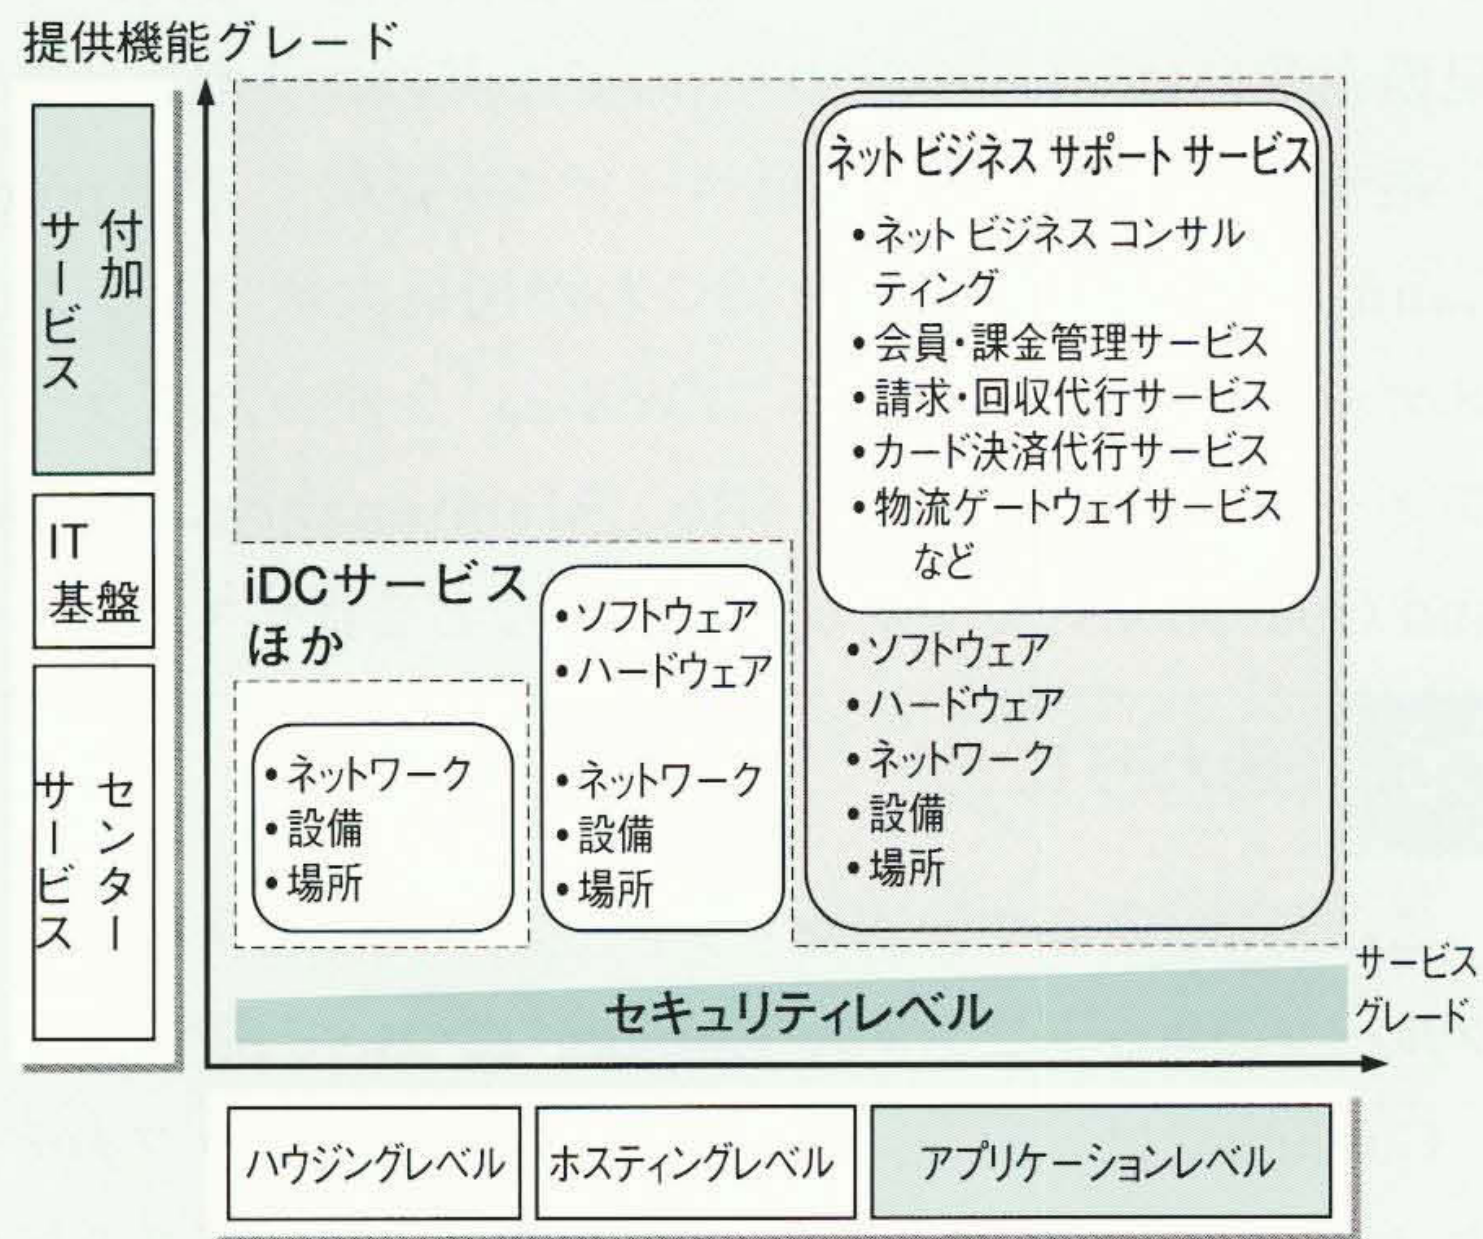 提供機能グレード
付加
サービス
IT
基盤
センター
サービス
ネット ビジネス サポート サービス
•ネット ビジネス コンサル
ティング
•会員・課金管理サービス
•請求・回収代行サービス
•カード決済代行サービス
•物流ゲートウェイサービス
など
•ソフトウェア
•ハードウェア
•ネットワーク
•設備
•場所
iDCサービス
ほか
•ソフトウェア
•ハードウェア
•ネットワーク
•設備
•場所
•ネットワーク
•設備
•場所
セキュリティレベル
サービス
グレード
ハウジングレベル
ホスティングレベル
アプリケーションレベル